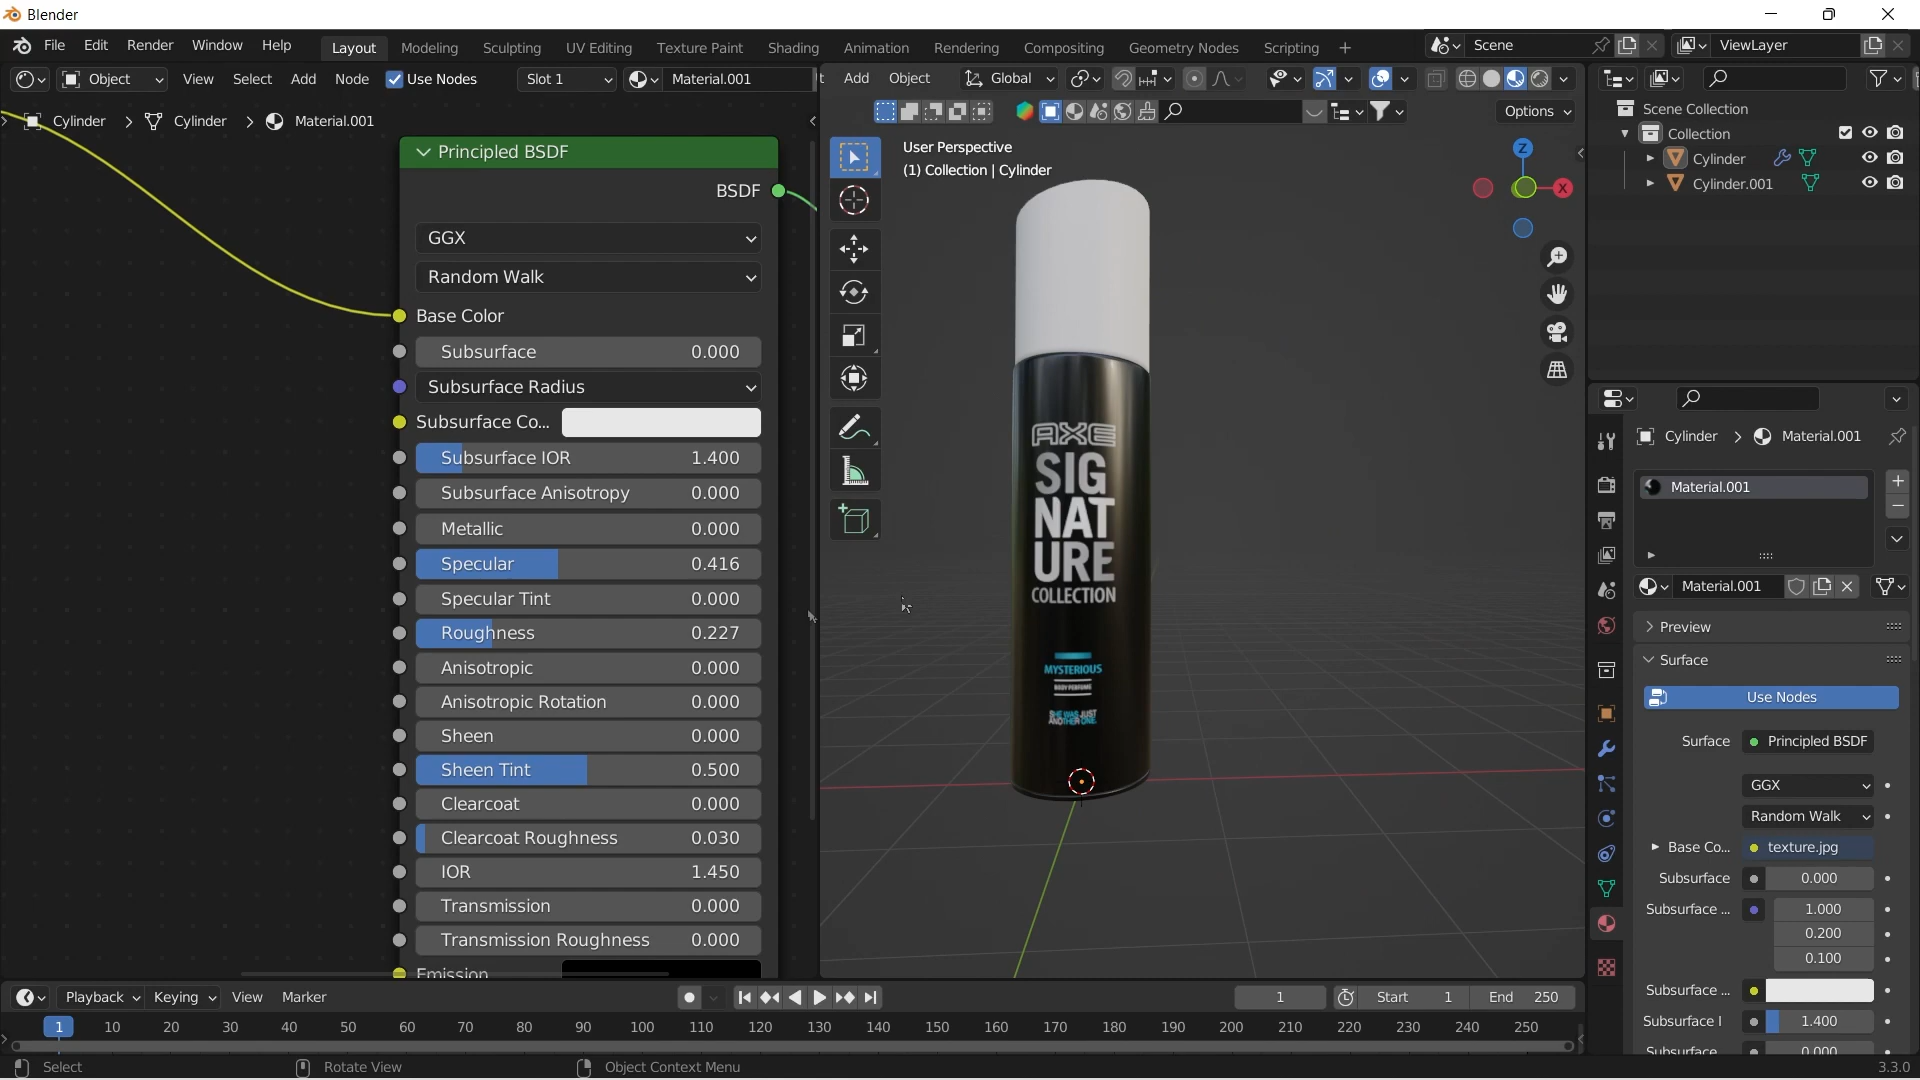 Blender
File Edit Render Window Help Layout Modeling Sculpting UV Editing Texture Paint Shading Animation Rendering Compositing Geometry Nodes Scripting + Scene ViewLayer
Object View Select Add Node Use Nodes Slot 1 Material.001
t Add Object Global
Options
Cylinder > Cylinder > Material.001
Principled BSDF
BSDF
GGX
Random Walk
Base Color
Subsurface 0.000
Subsurface Radius
Subsurface Co...
Subsurface IOR 1.400
Subsurface Anisotropy 0.000
Metallic 0.000
Specular 0.416
Specular Tint 0.000
Roughness 0.227
Anisotropic 0.000
Anisotropic Rotation 0.000
Sheen 0.000
Sheen Tint 0.500
Clearcoat 0.000
Clearcoat Roughness 0.030
IOR 1.450
Transmission 0.000
Transmission Roughness 0.000
Emission
User Perspective
(1) Collection | Cylinder
Z
X
AXE
SIG
NAT
URE
COLLECTION
MYSTERIOUS
BODY PERFUME
SHE WAS JUST
ANOTHER ONE.
Scene Collection
Collection
Cylinder
Cylinder.001
Cylinder > Material.001
Material.001
Material.001
Preview
Surface
Use Nodes
Surface Principled BSDF
GGX
Random Walk
Base Co... texture.jpg
Subsurface 0.000
Subsurface ... 1.000
0.200
0.100
Subsurface ...
Subsurface I 1.400
Subsurface 0.000
Playback Keying View Marker 1 Start 1 End 250
1 10 20 30 40 50 60 70 80 90 100 110 120 130 140 150 160 170 180 190 200 210 220 230 240 250
Select Rotate View Object Context Menu 3.3.0